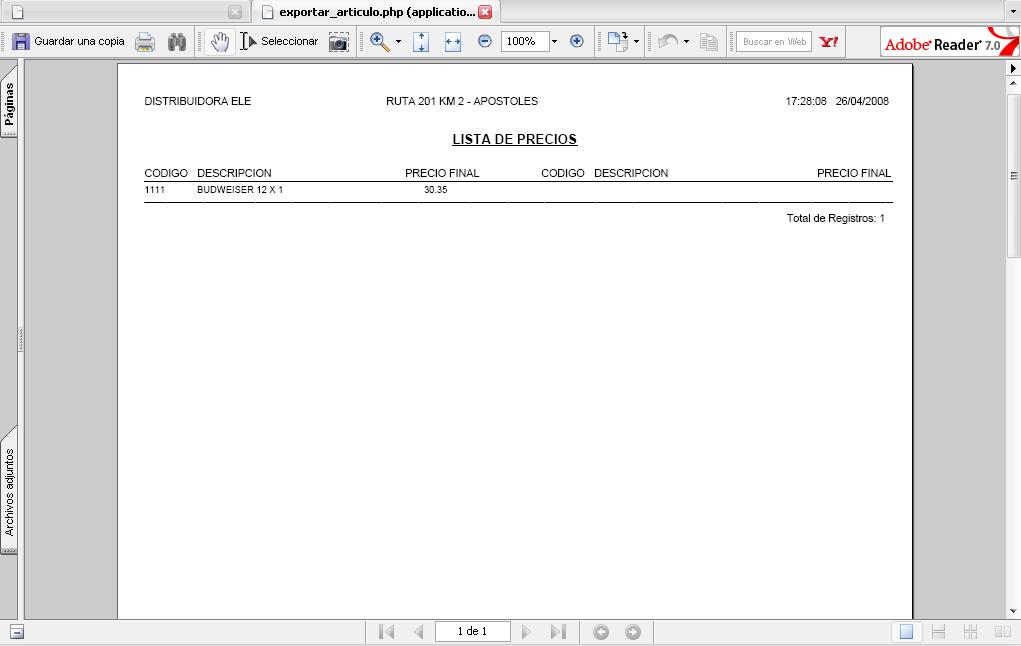 exportar_articulo.php (applicatio...
Guardar una copia Seleccionar 100% Buscar en Web Y! Adobe Reader 7.0
Páginas
DISTRIBUIDORA ELE RUTA 201 KM 2 - APOSTOLES 17:28:08 26/04/2008
LISTA DE PRECIOS
CODIGO DESCRIPCION PRECIO FINAL CODIGO DESCRIPCION PRECIO FINAL
1111 BUDWEISER 12 X 1 30.35
Total de Registros: 1
Archivos adjuntos
1 de 1